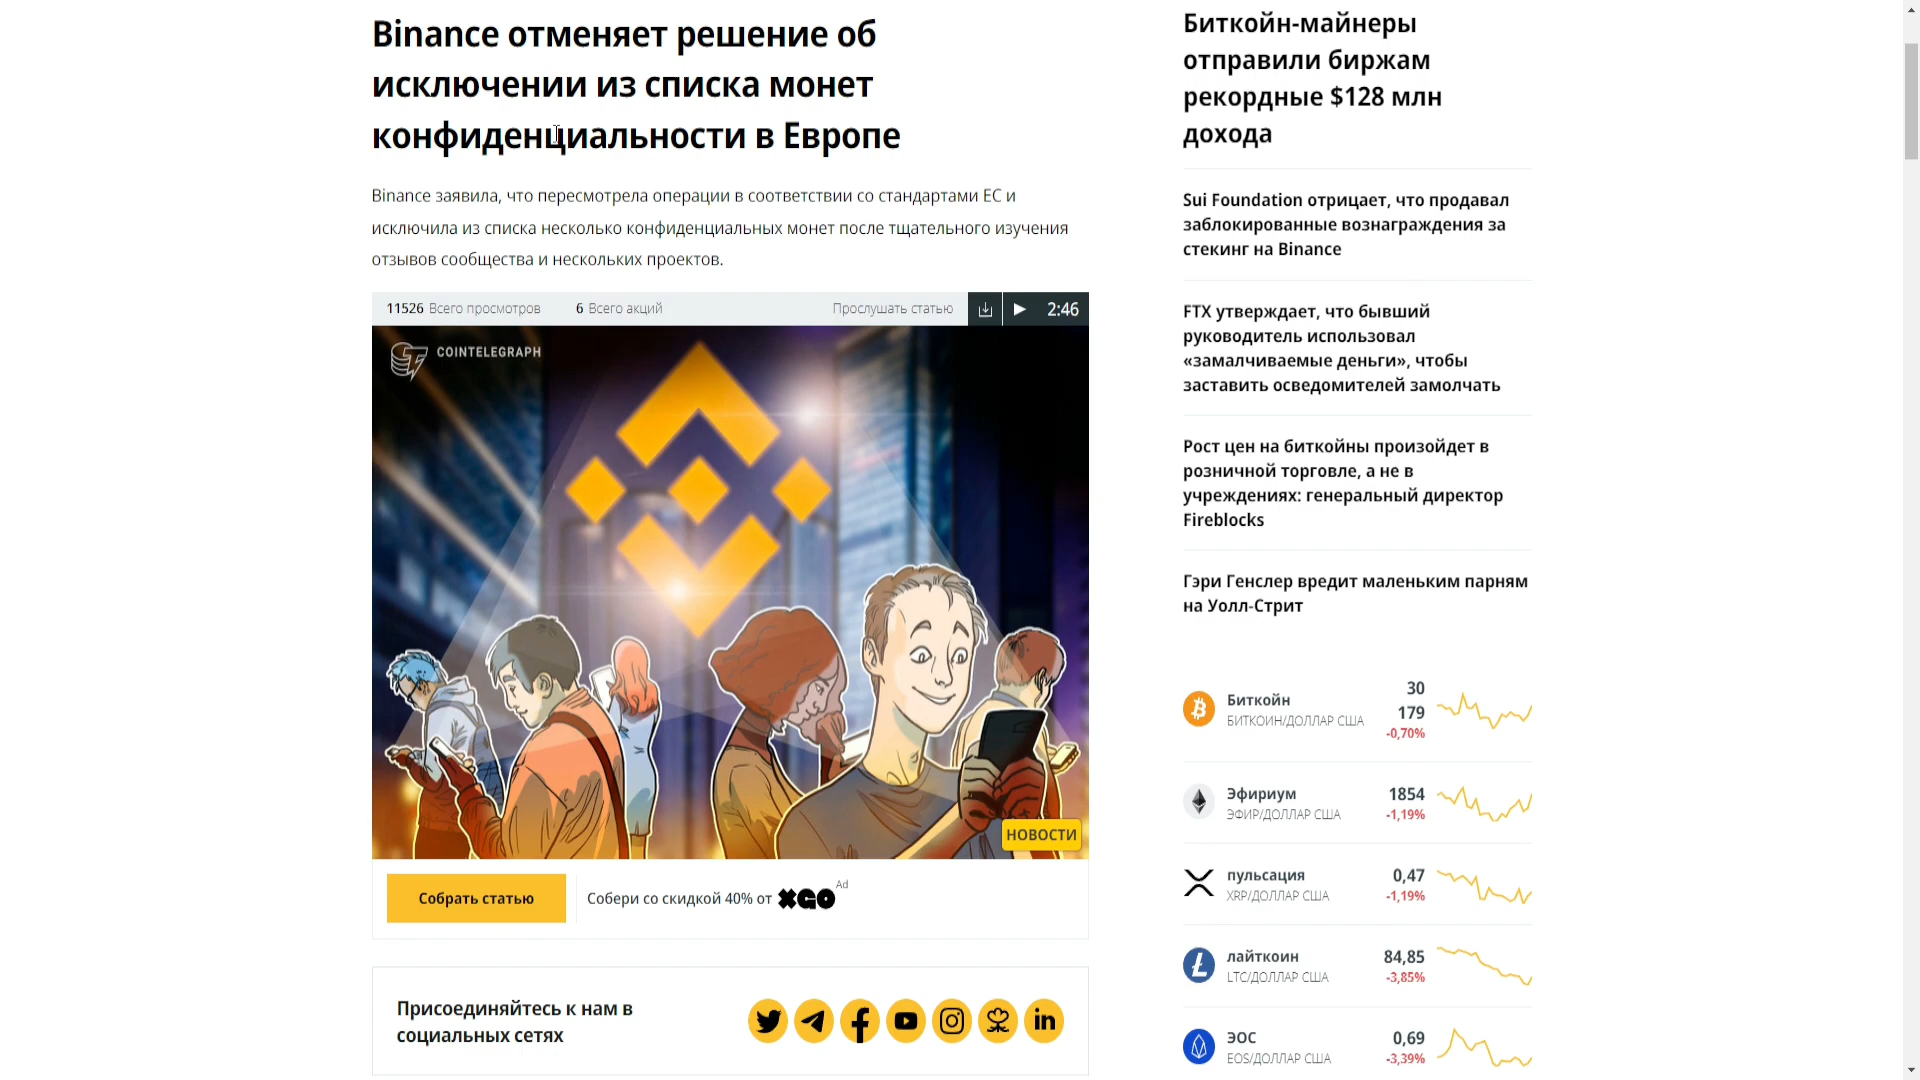 Binance отменяет решение об
исключении из списка монет
конфиденциальности в Европе
Binance заявила, что пересмотрела операции в соответствии со стандартами ЕС и
исключила из списка несколько конфиденциальных монет после тщательного изучения
отзывов сообщества и нескольких проектов.
11526 Всего просмотров 6 Всего акций Прослушать статью 2:46
COINTELEGRAPH
НОВОСТИ
Собрать статью Собери со скидкой 40% от XGO Ad
Присоединяйтесь к нам в
социальных сетях
Биткойн-майнеры
отправили биржам
рекордные $128 млн
дохода
Sui Foundation отрицает, что продавал
заблокированные вознаграждения за
стекинг на Binance
FTX утверждает, что бывший
руководитель использовал
«замалчиваемые деньги», чтобы
заставить осведомителей замолчать
Рост цен на биткойны произойдет в
розничной торговле, а не в
учреждениях: генеральный директор
Fireblocks
Гэри Генслер вредит маленьким парням
на Уолл-Стрит
Биткойн 30
БИТКОИН/ДОЛЛАР США 179
-0,70%
Эфириум 1854
ЭФИР/ДОЛЛАР США -1,19%
пульсация 0,47
XRP/ДОЛЛАР США -1,19%
лайткоин 84,85
LTC/ДОЛЛАР США -3,85%
ЭОС 0,69
EOS/ДОЛЛАР США -3,39%